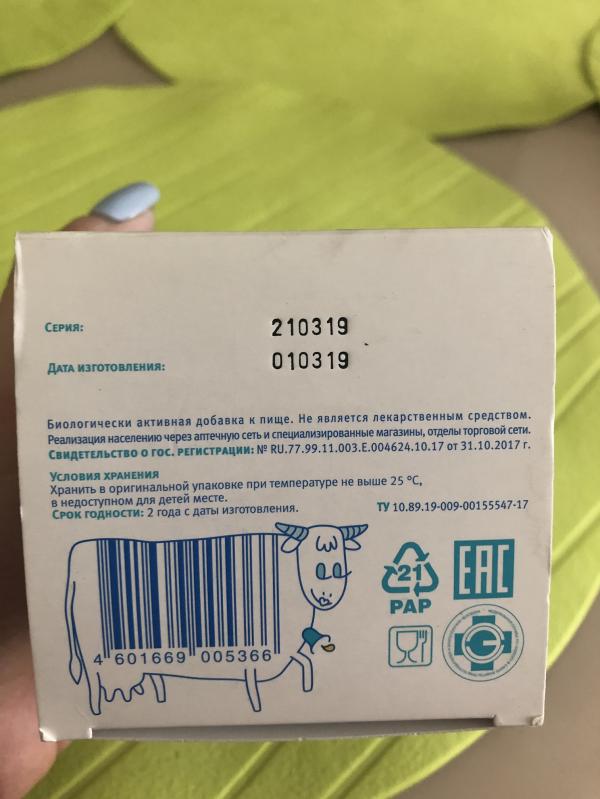 Серия: 210319
Дата изготовления: 010319
Биологически активная добавка к пище. Не является лекарственным средством.
Реализация населению через аптечную сеть и специализированные магазины, отделы торговой сети.
Свидетельство о гос. регистрации: № RU.77.99.11.003.Е.004624.10.17 от 31.10.2017 г.
Условия хранения
Хранить в оригинальной упаковке при температуре не выше 25 °С,
в недоступном для детей месте.
Срок годности: 2 года с даты изготовления.
ТУ 10.89.19-009-00155547-17
21
PAP
EAC
4 601669 005366